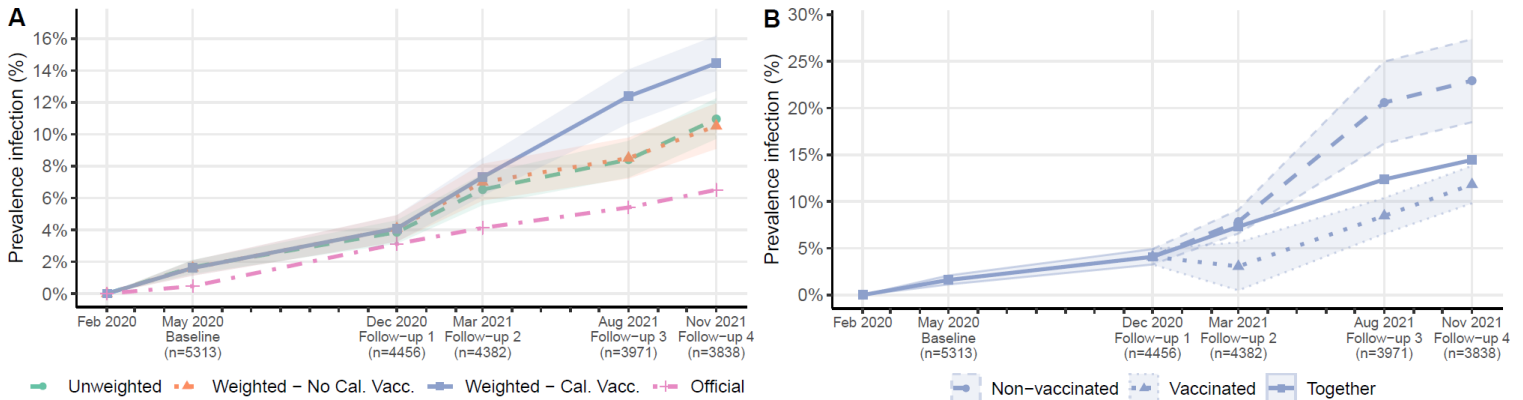 A
Prevalence infection (%)
16%
14%
12%
10%
8%
6%
4%
2%
0%
Feb 2020 May 2020 Dec 2020 Mar 2021 Aug 2021 Nov 2021
Baseline Follow-up 1 Follow-up 2 Follow-up 3 Follow-up 4
(n=5313) (n=4456) (n=4382) (n=3971) (n=3838)
Unweighted Weighted − No Cal. Vacc. Weighted − Cal. Vacc. Official
B
Prevalence infection (%)
30%
25%
20%
15%
10%
5%
0%
Feb 2020 May 2020 Dec 2020 Mar 2021 Aug 2021 Nov 2021
Baseline Follow-up 1 Follow-up 2 Follow-up 3 Follow-up 4
(n=5313) (n=4456) (n=4382) (n=3971) (n=3838)
Non-vaccinated Vaccinated Together